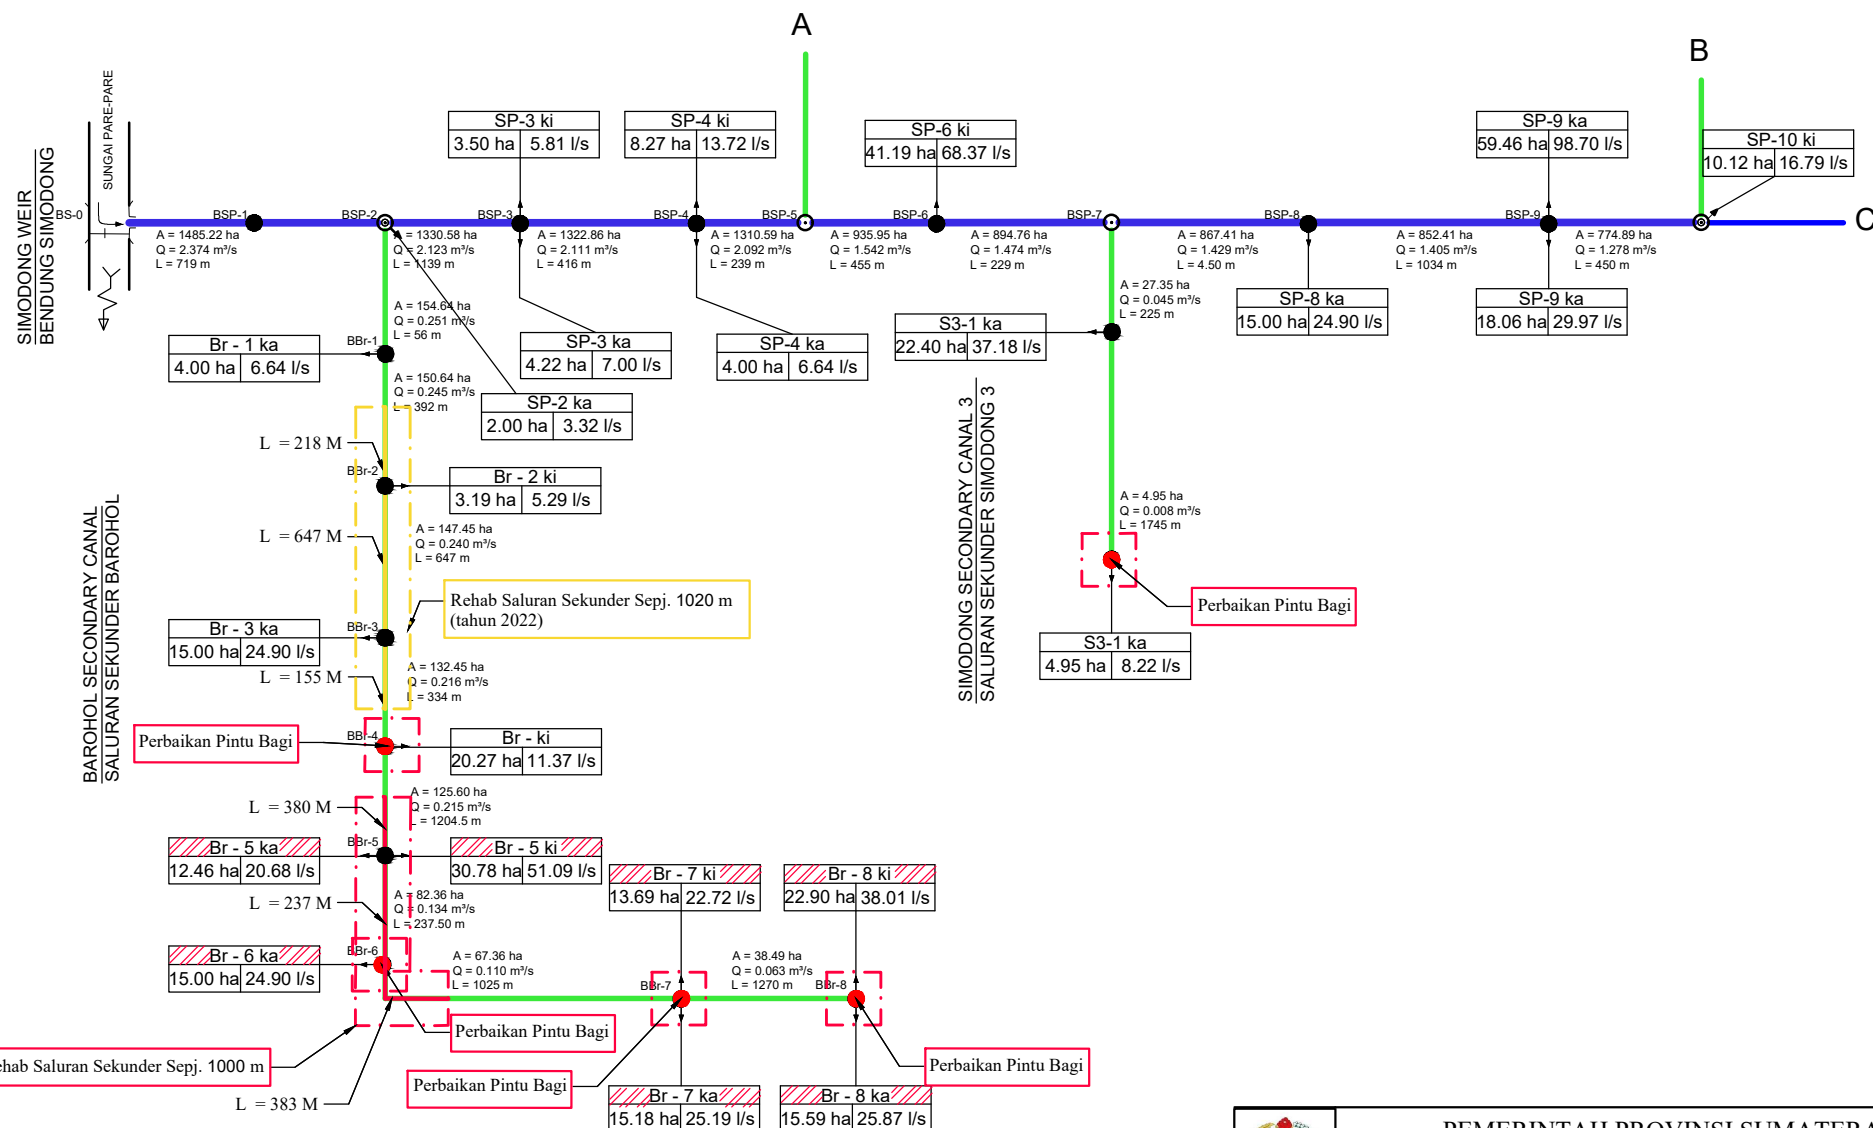 A
B
C
SUNGAI PARE-PARE
SIMODONG WEIR
BENDUNG SIMODONG
BS-0
BSP-1
BSP-2
BSP-3
BSP-4
BSP-5
BSP-6
BSP-7
BSP-8
BSP-9
SP-3 ki
3.50 ha 5.81 l/s
SP-4 ki
8.27 ha 13.72 l/s
SP-6 ki
41.19 ha 68.37 l/s
SP-9 ka
59.46 ha 98.70 l/s
SP-10 ki
10.12 ha 16.79 l/s
A = 1485.22 ha
Q = 2.374 m³/s
L = 719 m
A = 1330.58 ha
Q = 2.123 m³/s
L = 1139 m
A = 1322.86 ha
Q = 2.111 m³/s
L = 416 m
A = 1310.59 ha
Q = 2.092 m³/s
L = 239 m
A = 935.95 ha
Q = 1.542 m³/s
L = 455 m
A = 894.76 ha
Q = 1.474 m³/s
L = 229 m
A = 867.41 ha
Q = 1.429 m³/s
L = 4.50 m
A = 852.41 ha
Q = 1.405 m³/s
L = 1034 m
A = 774.89 ha
Q = 1.278 m³/s
L = 450 m
SP-3 ka
4.22 ha 7.00 l/s
SP-4 ka
4.00 ha 6.64 l/s
SP-2 ka
2.00 ha 3.32 l/s
SP-8 ka
15.00 ha 24.90 l/s
SP-9 ka
18.06 ha 29.97 l/s
A = 27.35 ha
Q = 0.045 m³/s
L = 225 m
S3-1 ka
22.40 ha 37.18 l/s
SIMODONG SECONDARY CANAL 3
SALURAN SEKUNDER SIMODONG 3
A = 4.95 ha
Q = 0.008 m³/s
L = 1745 m
Perbaikan Pintu Bagi
S3-1 ka
4.95 ha 8.22 l/s
A = 154.64 ha
Q = 0.251 m³/s
L = 56 m
BBr-1
Br - 1 ka
4.00 ha 6.64 l/s
A = 150.64 ha
Q = 0.245 m³/s
L = 392 m
L = 218 M
BBr-2
Br - 2 ki
3.19 ha 5.29 l/s
L = 647 M
A = 147.45 ha
Q = 0.240 m³/s
L = 647 m
BAROHOL SECONDARY CANAL
SALURAN SEKUNDER BAROHOL
Rehab Saluran Sekunder Sepj. 1020 m
(tahun 2022)
BBr-3
Br - 3 ka
15.00 ha 24.90 l/s
L = 155 M
A = 132.45 ha
Q = 0.216 m³/s
L = 334 m
Perbaikan Pintu Bagi
BBr-4
Br - ki
20.27 ha 11.37 l/s
L = 380 M
A = 125.60 ha
Q = 0.215 m³/s
L = 1204.5 m
BBr-5
Br - 5 ka
12.46 ha 20.68 l/s
Br - 5 ki
30.78 ha 51.09 l/s
L = 237 M
A = 82.36 ha
Q = 0.134 m³/s
L = 237.50 m
BBr-6
Br - 6 ka
15.00 ha 24.90 l/s
A = 67.36 ha
Q = 0.110 m³/s
L = 1025 m
Br - 7 ki
13.69 ha 22.72 l/s
BBr-7
A = 38.49 ha
Q = 0.063 m³/s
L = 1270 m
Br - 8 ki
22.90 ha 38.01 l/s
BBr-8
Perbaikan Pintu Bagi
ehab Saluran Sekunder Sepj. 1000 m
L = 383 M
Perbaikan Pintu Bagi
Perbaikan Pintu Bagi
Br - 7 ka
15.18 ha 25.19 l/s
Br - 8 ka
15.59 ha 25.87 l/s
PEMERINTAH PROVINSI SUMATERA